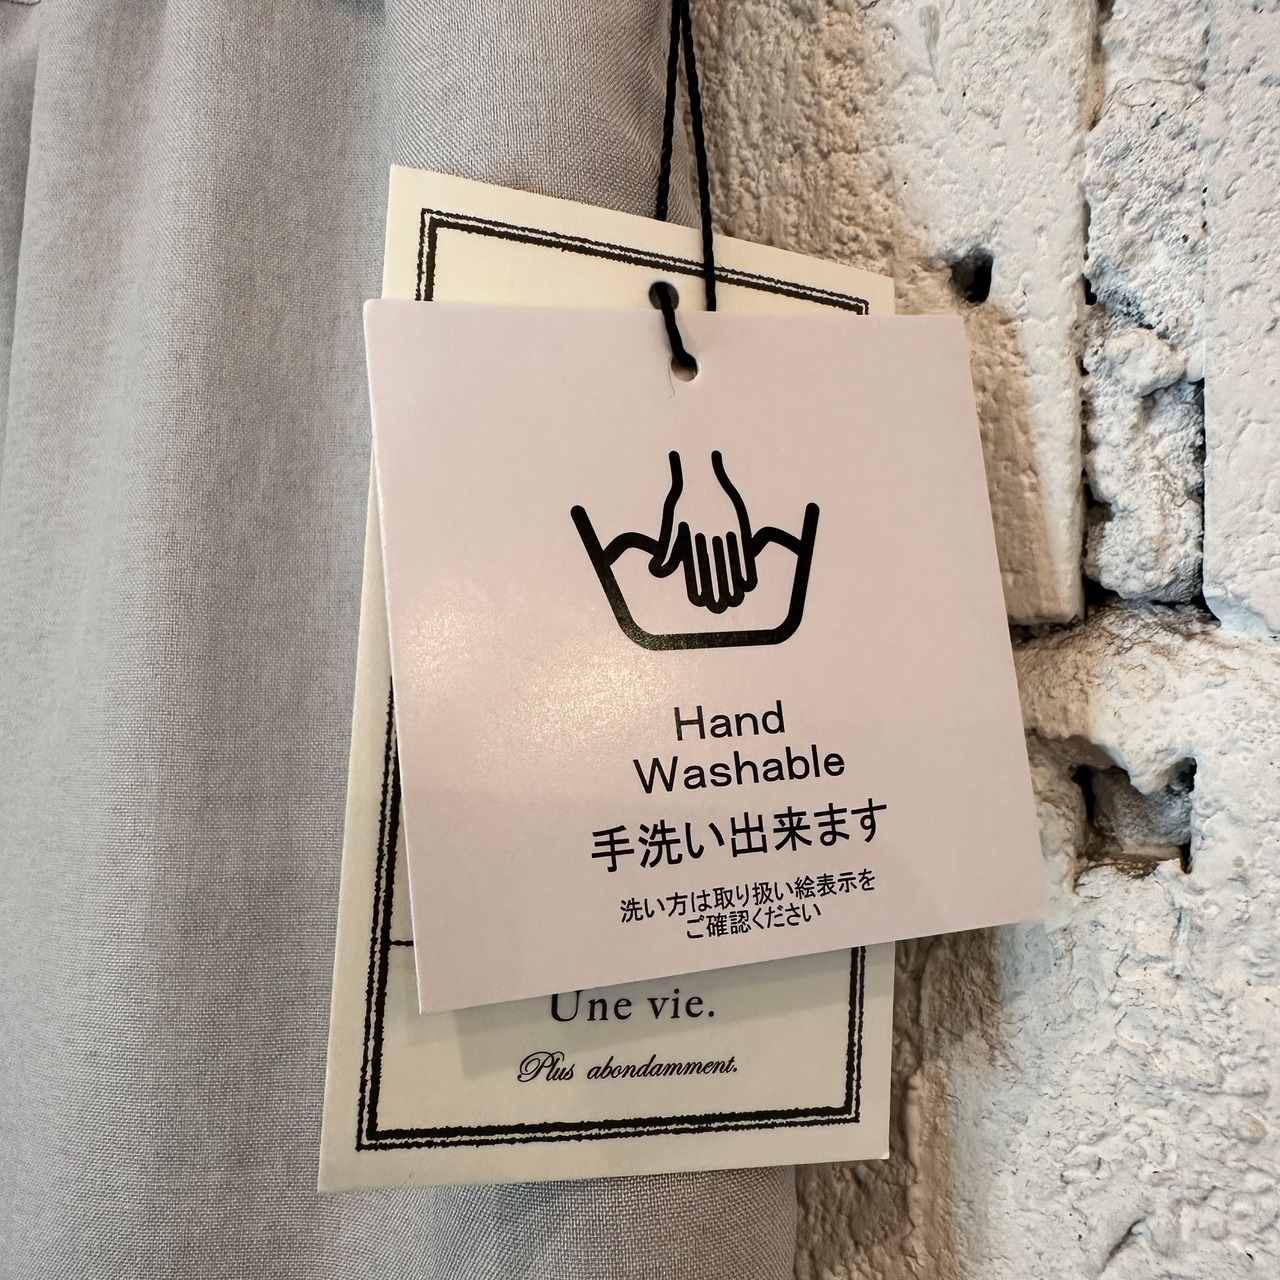 Hand
Washable
手洗い出来ます
洗い方は取り扱い絵表示を
ご確認ください
Une vie.
Plus abondamment.